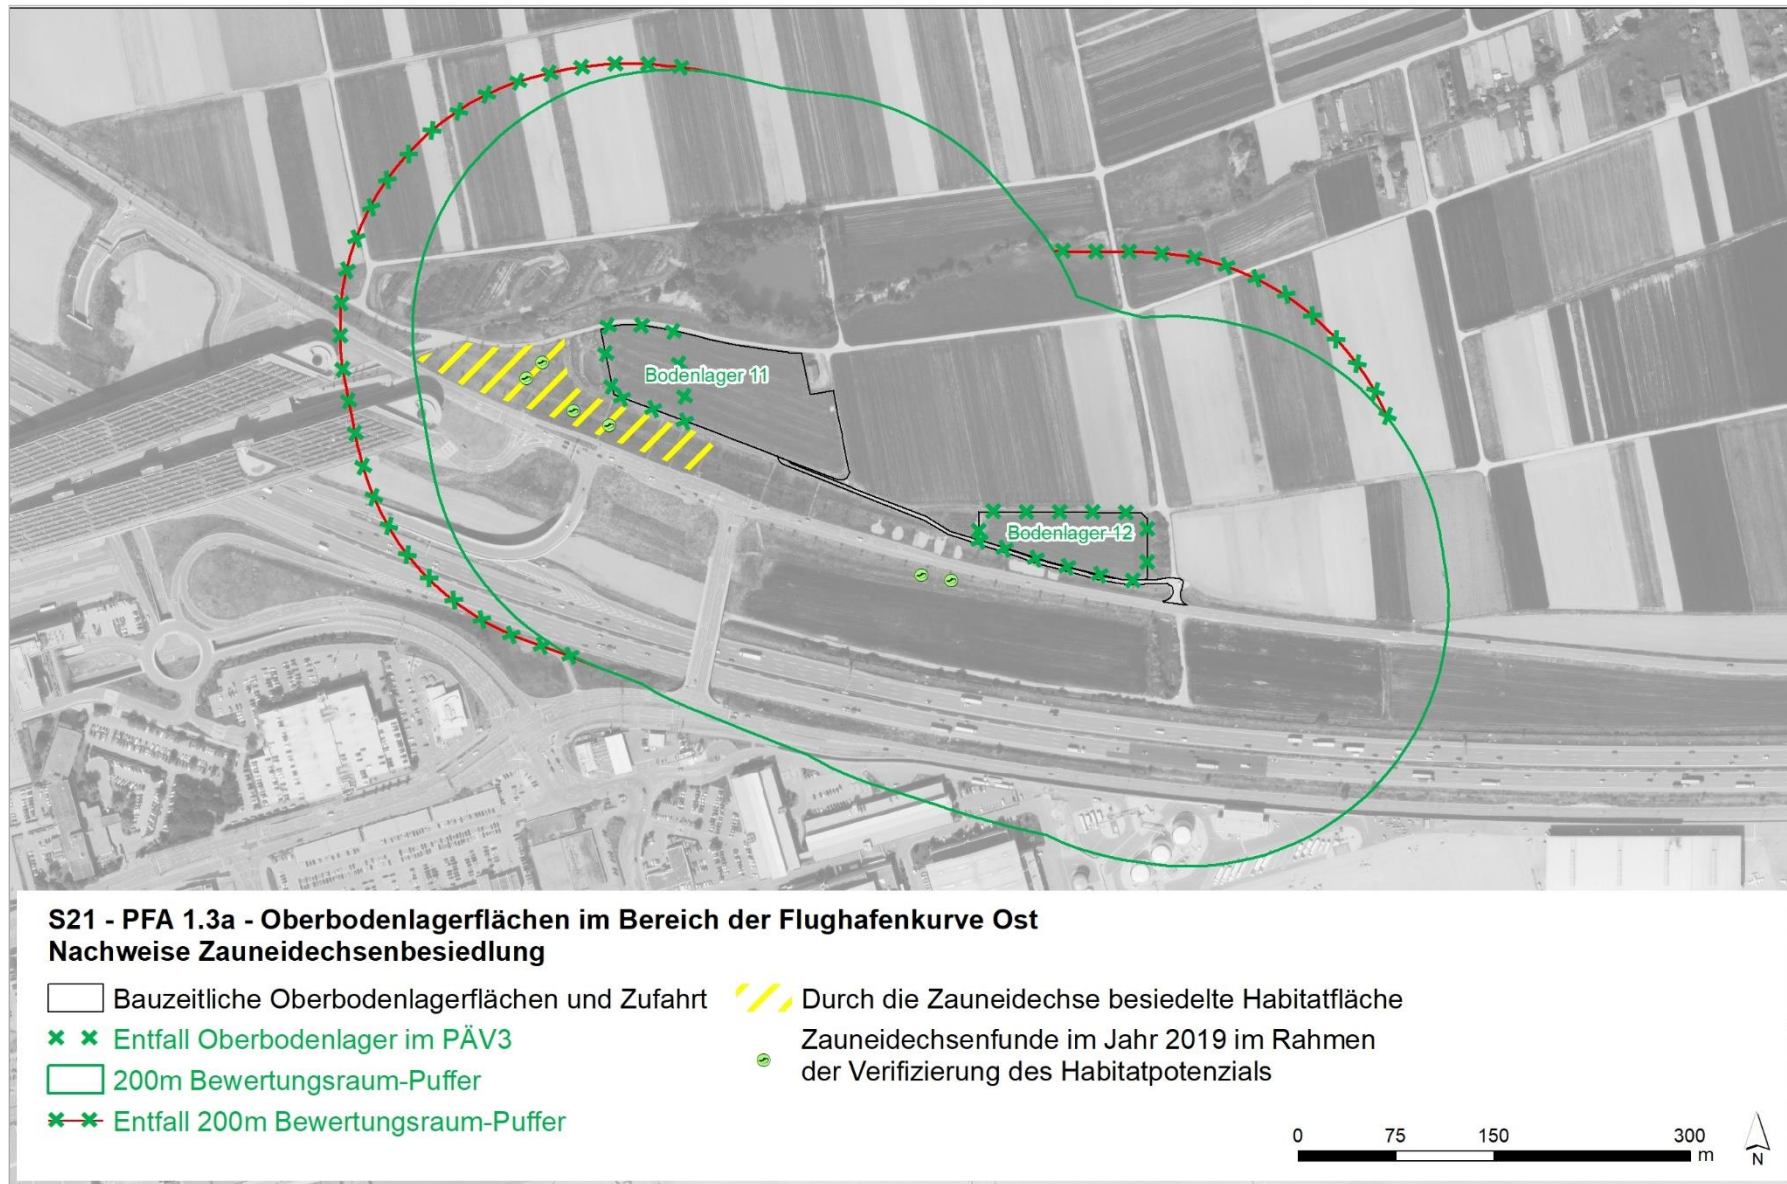 Bodenlager 11
Bodenlager 12
S21 - PFA 1.3a - Oberbodenlagerflächen im Bereich der Flughafenkurve Ost
Nachweise Zauneidechsenbesiedlung
Bauzeitliche Oberbodenlagerflächen und Zufahrt
Entfall Oberbodenlager im PÄV3
200m Bewertungsraum-Puffer
Entfall 200m Bewertungsraum-Puffer
Durch die Zauneidechse besiedelte Habitatfläche
Zauneidechsenfunde im Jahr 2019 im Rahmen
der Verifizierung des Habitatpotenzials
0 75 150 300
m
N